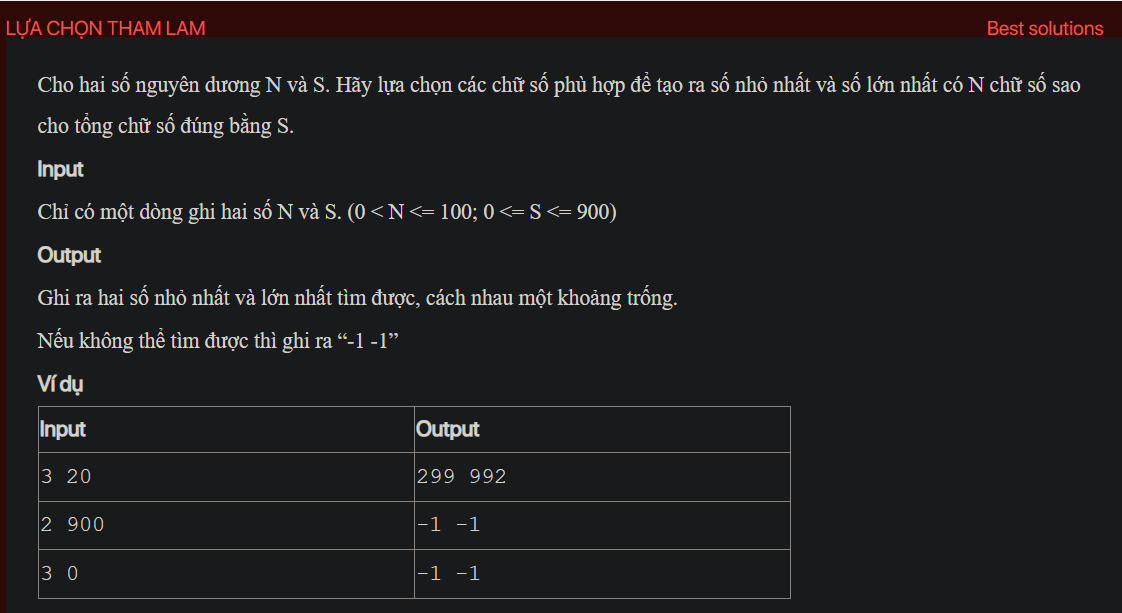 LỰA CHỌN THAM LAM
Best solutions
Cho hai số nguyên dương N và S. Hãy lựa chọn các chữ số phù hợp để tạo ra số nhỏ nhất và số lớn nhất có N chữ số sao
cho tổng chữ số đúng bằng S.
Input
Chỉ có một dòng ghi hai số N và S. (0 < N <= 100; 0 <= S <= 900)
Output
Ghi ra hai số nhỏ nhất và lớn nhất tìm được, cách nhau một khoảng trống.
Nếu không thể tìm được thì ghi ra “-1 -1”
Ví dụ
Input Output
3 20 299 992
2 900 -1 -1
3 0 -1 -1